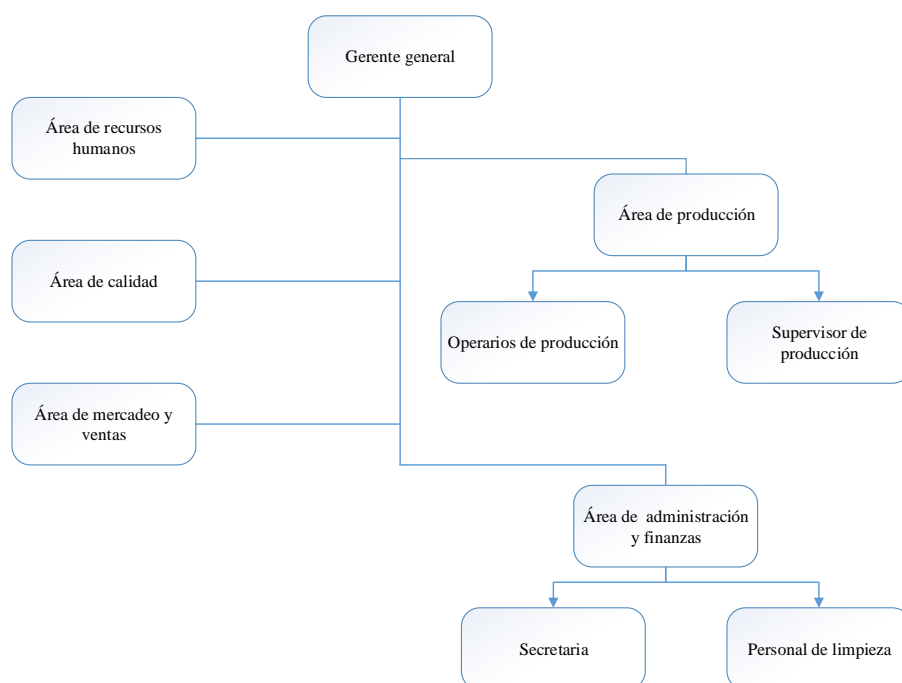 Gerente general
Área de recursos
humanos
Área de producción
Área de calidad
Operarios de producción
Supervisor de
producción
Área de mercadeo y
ventas
Área de administración
y finanzas
Secretaria
Personal de limpieza